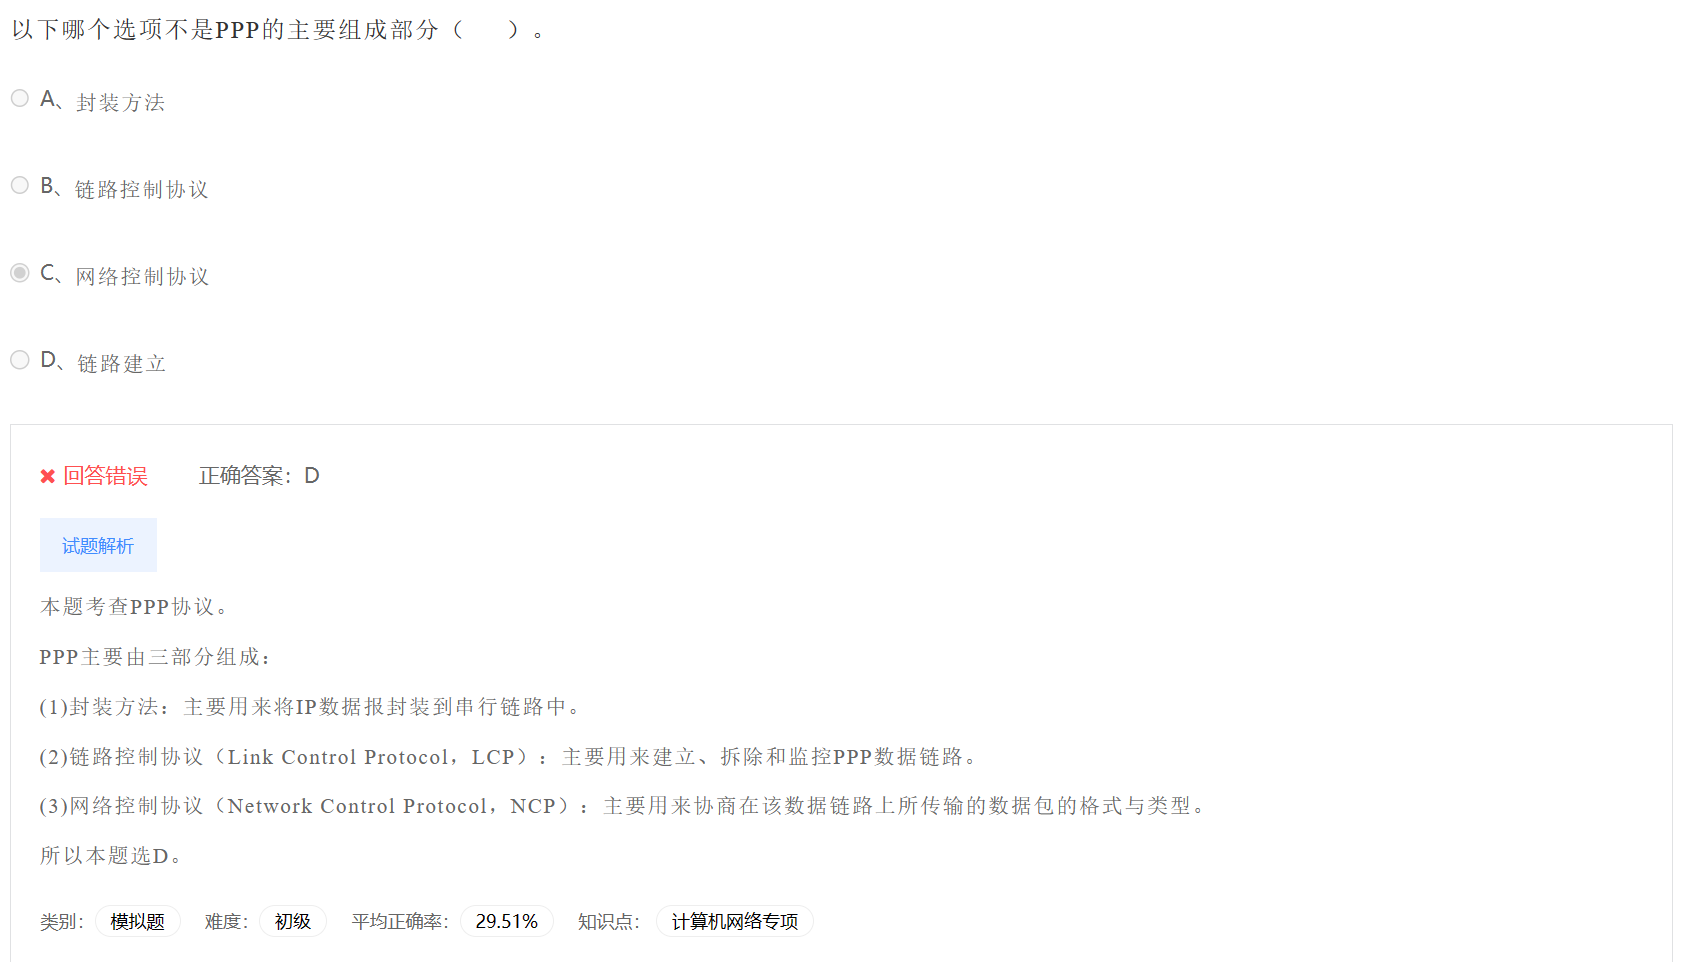 以下哪个选项不是PPP的主要组成部分（　　）。
A、封装方法
B、链路控制协议
C、网络控制协议
D、链路建立
✖ 回答错误　正确答案：D
试题解析
本题考查PPP协议。
PPP主要由三部分组成：
(1)封装方法：主要用来将IP数据报封装到串行链路中。
(2)链路控制协议（Link Control Protocol，LCP）：主要用来建立、拆除和监控PPP数据链路。
(3)网络控制协议（Network Control Protocol，NCP）：主要用来协商在该数据链路上所传输的数据包的格式与类型。
所以本题选D。
类别：模拟题　难度：初级　平均正确率：29.51%　知识点：计算机网络专项